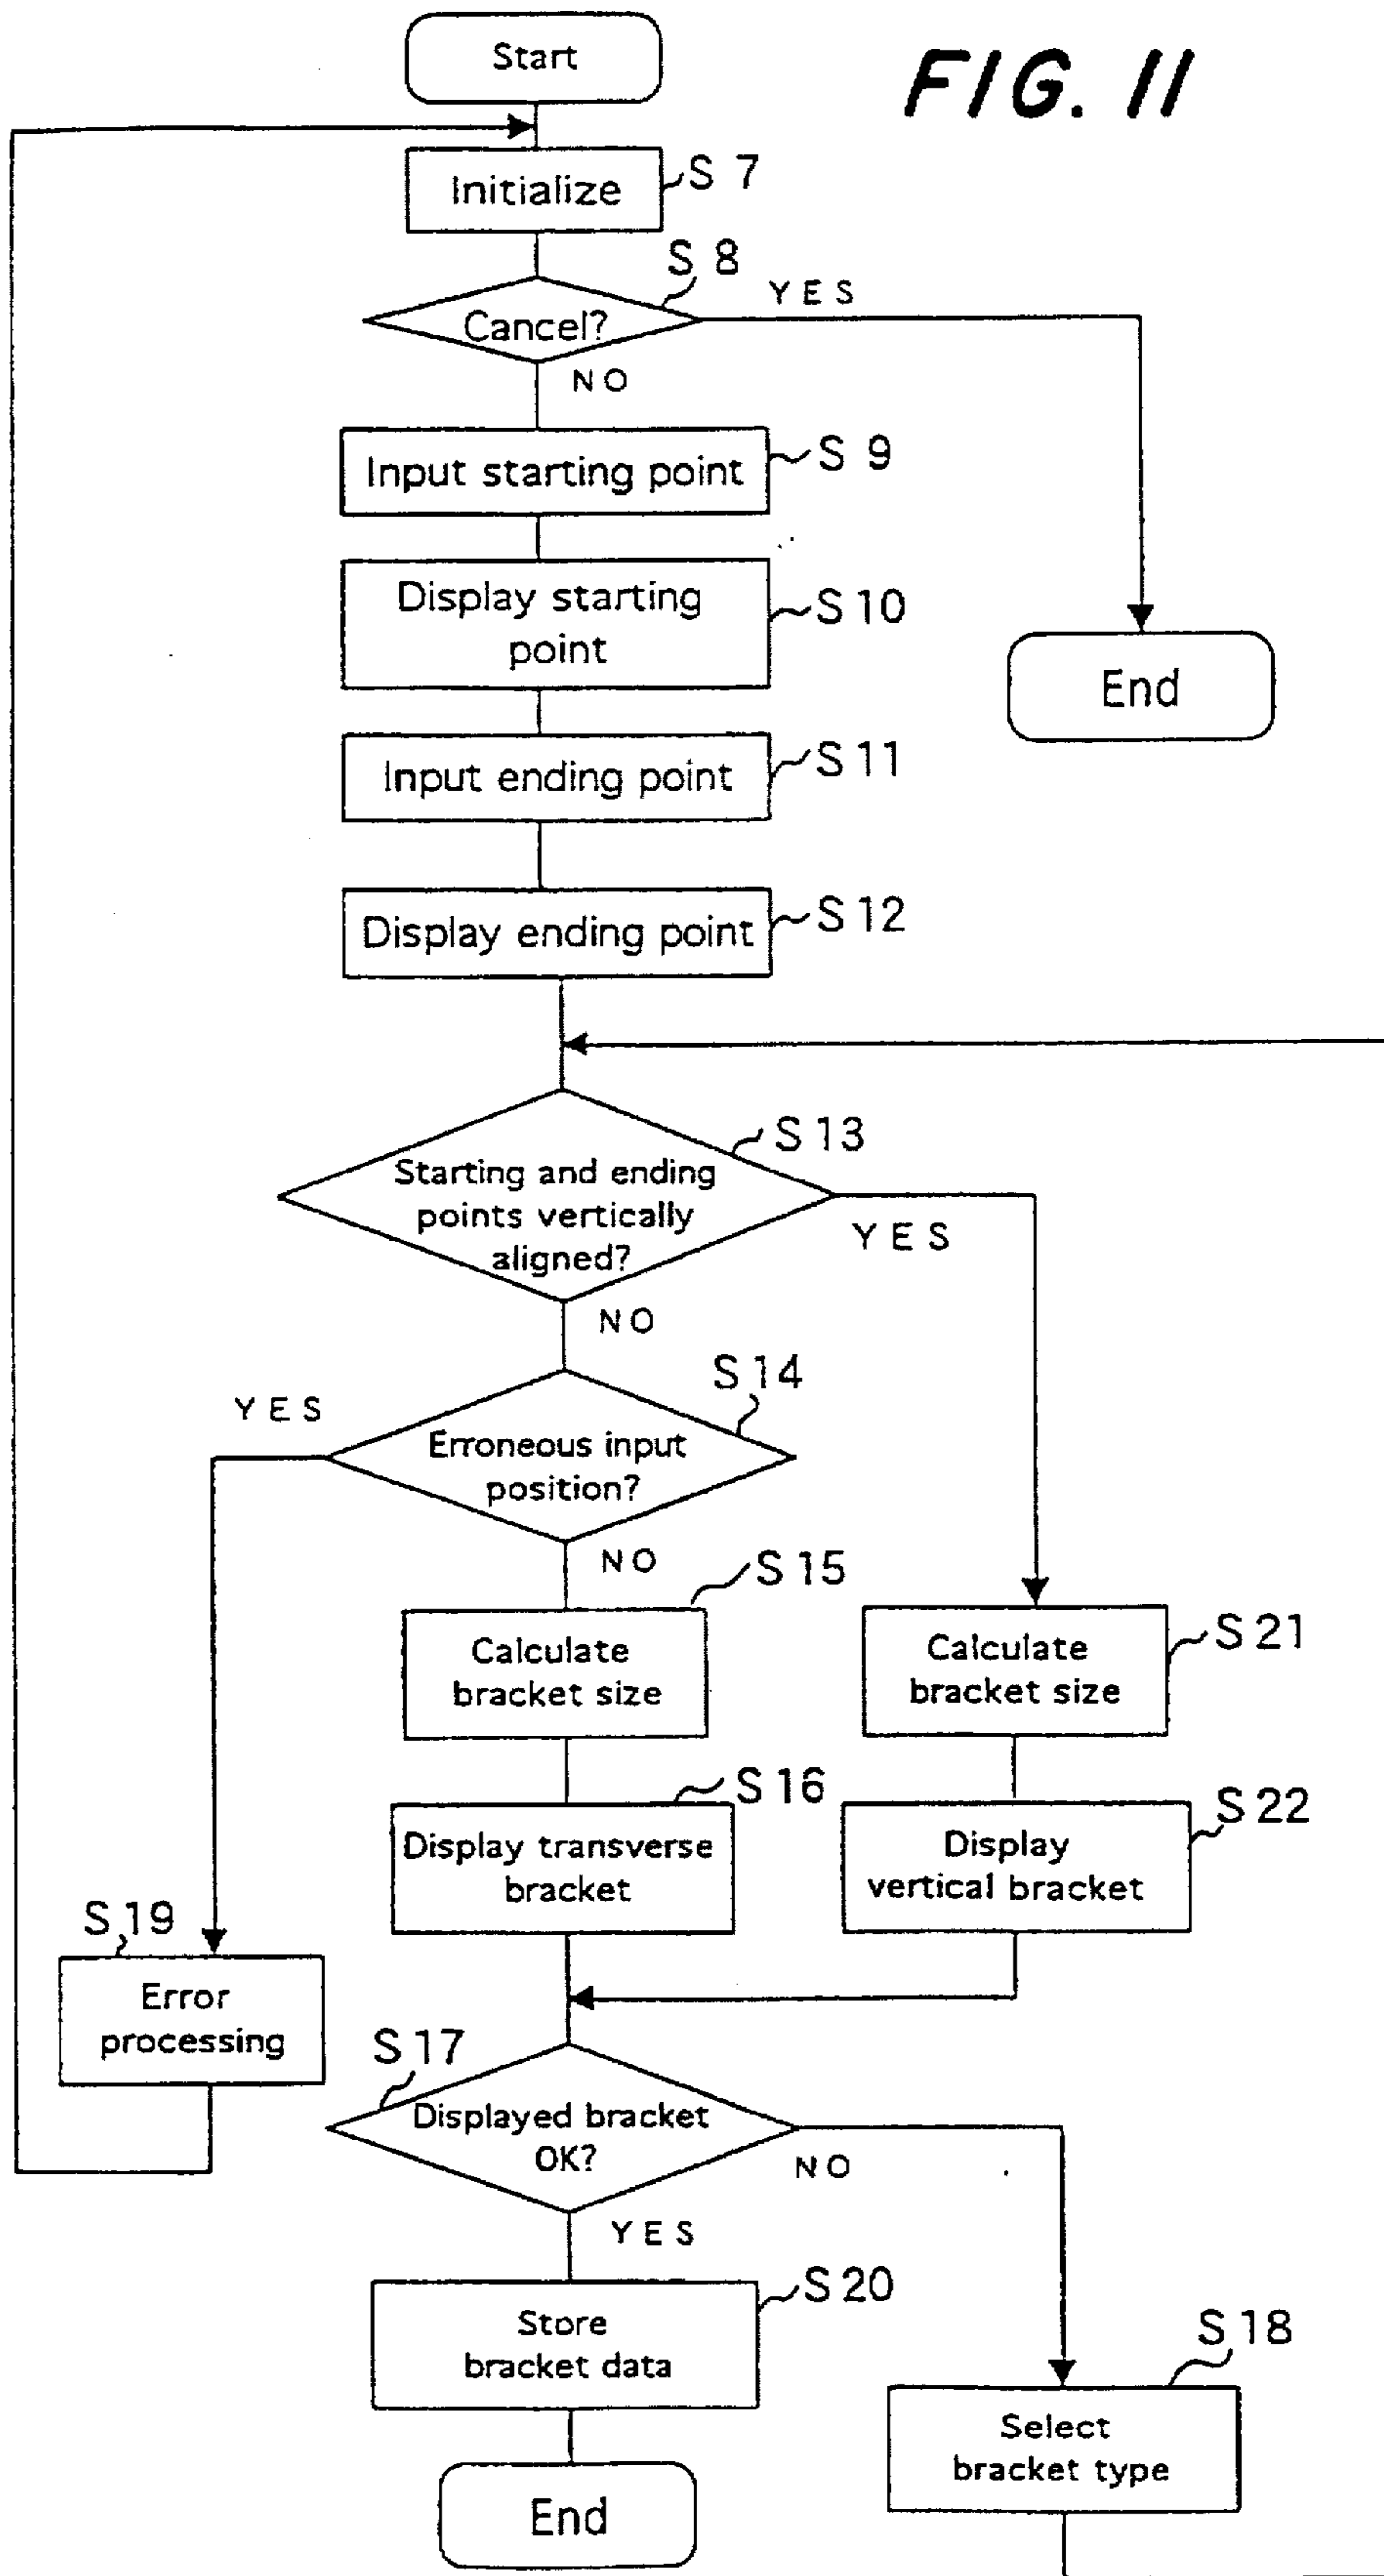 Start
FIG. 11
Initialize
S 7
S 8
Cancel?
YES
NO
Input starting point
S 9
Display starting
point
S 10
End
Input ending point
S 11
Display ending point
S 12
S 13
Starting and ending
points vertically
aligned?
YES
NO
S 14
YES
Erroneous input
position?
NO
S 15
Calculate
bracket size
S 21
Calculate
bracket size
S 16
Display transverse
bracket
S 22
Display
vertical bracket
S 19
Error
processing
S 17
Displayed bracket
OK?
NO
YES
S 20
Store
bracket data
S 18
Select
bracket type
End